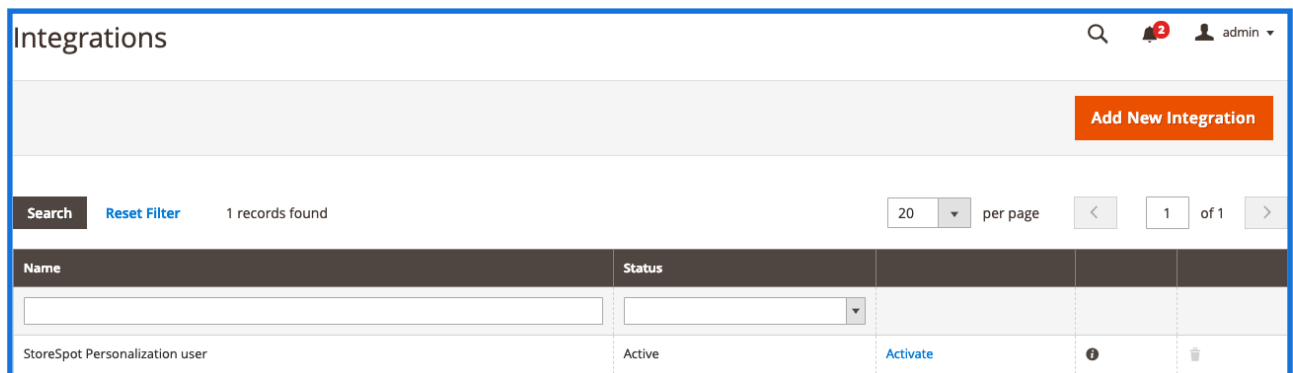 Integrations
2
admin
Add New Integration
Search Reset Filter 1 records found 20 per page 1 of 1
Name Status
StoreSpot Personalization user Active Activate